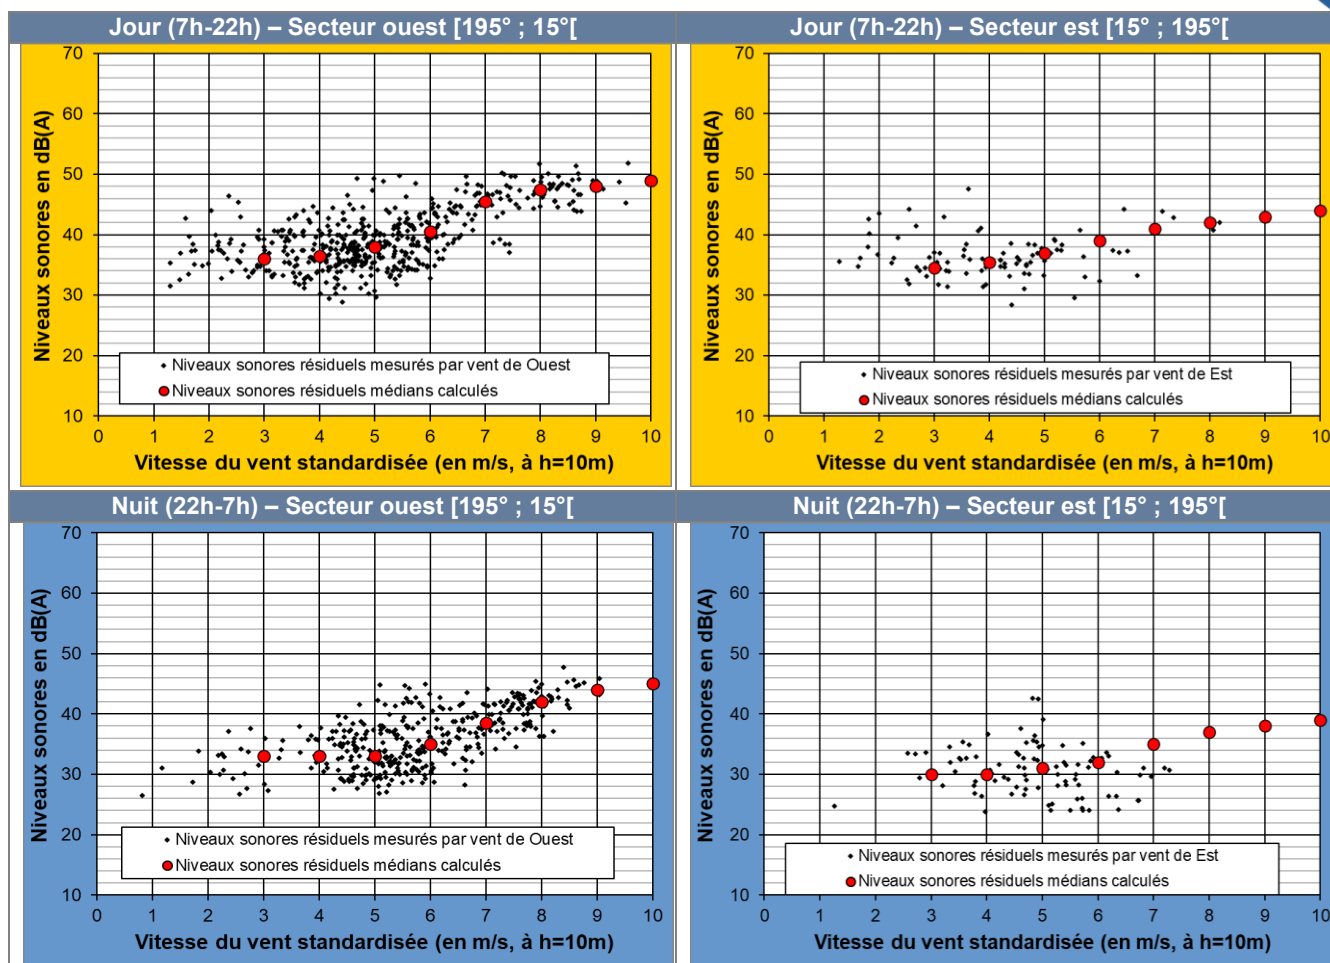 Jour (7h-22h) – Secteur ouest [195° ; 15°[
Niveaux sonores en dB(A)
70
60
50
40
30
20
10
Niveaux sonores résiduels mesurés par vent de Ouest
Niveaux sonores résiduels médians calculés
0 1 2 3 4 5 6 7 8 9 10
Vitesse du vent standardisée (en m/s, à h=10m)
Jour (7h-22h) – Secteur est [15° ; 195°[
Niveaux sonores en dB(A)
70
60
50
40
30
20
10
Niveaux sonores résiduels mesurés par vent de Est
Niveaux sonores résiduels médians calculés
0 1 2 3 4 5 6 7 8 9 10
Vitesse du vent standardisée (en m/s, à h=10m)
Nuit (22h-7h) – Secteur ouest [195° ; 15°[
Niveaux sonores en dB(A)
70
60
50
40
30
20
10
Niveaux sonores résiduels mesurés par vent de Ouest
Niveaux sonores résiduels médians calculés
0 1 2 3 4 5 6 7 8 9 10
Vitesse du vent standardisée (en m/s, à h=10m)
Nuit (22h-7h) – Secteur est [15° ; 195°[
Niveaux sonores en dB(A)
70
60
50
40
30
20
10
Niveaux sonores résiduels mesurés par vent de Est
Niveaux sonores résiduels médians calculés
0 1 2 3 4 5 6 7 8 9 10
Vitesse du vent standardisée (en m/s, à h=10m)